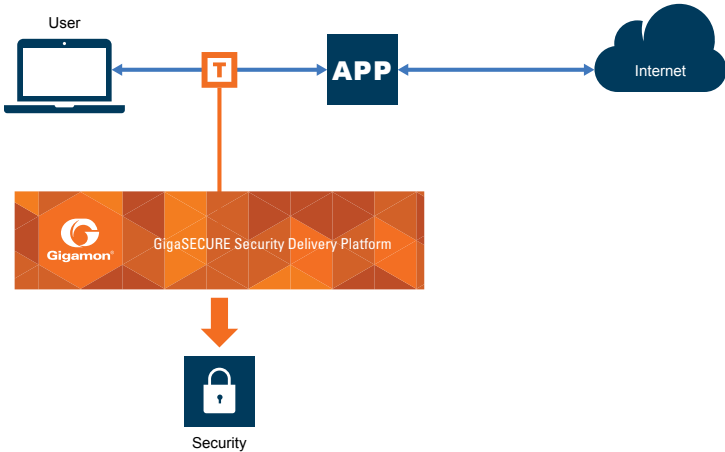 User
T
APP
Internet
Gigamon®
GigaSECURE Security Delivery Platform
Security